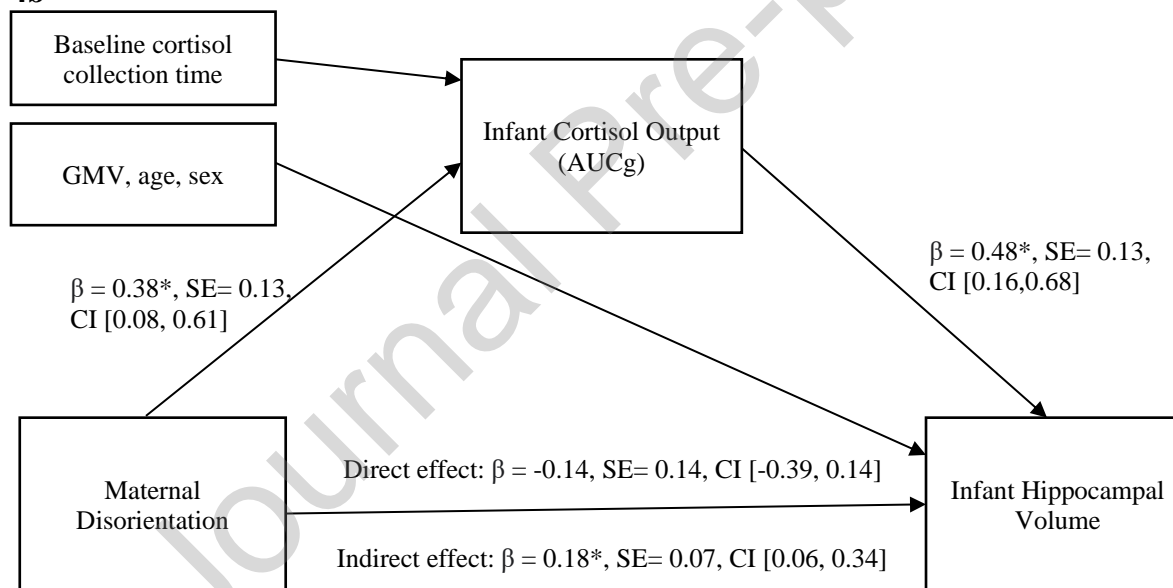 4b
Baseline cortisol
collection time
GMV, age, sex
Infant Cortisol Output
(AUCg)
β = 0.38*, SE= 0.13,
CI [0.08, 0.61]
β = 0.48*, SE= 0.13,
CI [0.16,0.68]
Maternal
Disorientation
Direct effect: β = -0.14, SE= 0.14, CI [-0.39, 0.14]
Indirect effect: β = 0.18*, SE= 0.07, CI [0.06, 0.34]
Infant Hippocampal
Volume
Journal Pre-p